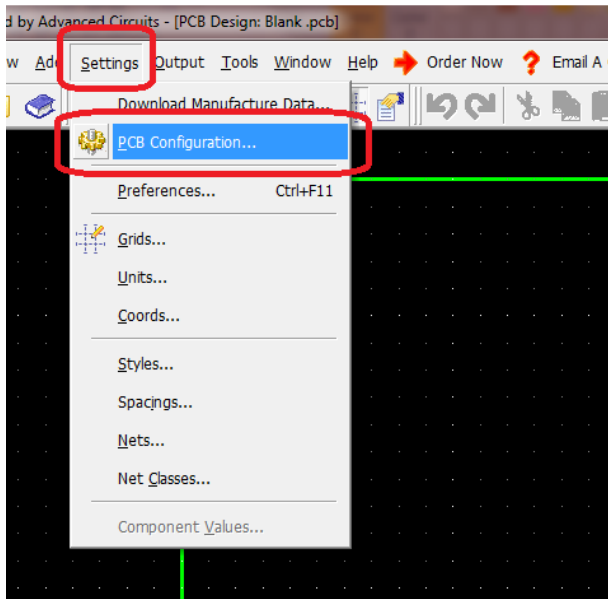 d by Advanced Circuits - [PCB Design: Blank .pcb]
w Add Settings Output Tools Window Help Order Now ? Email A
Download Manufacture Data...
PCB Configuration...
Preferences... Ctrl+F11
Grids...
Units...
Coords...
Styles...
Spacings...
Nets...
Net Classes...
Component Values...